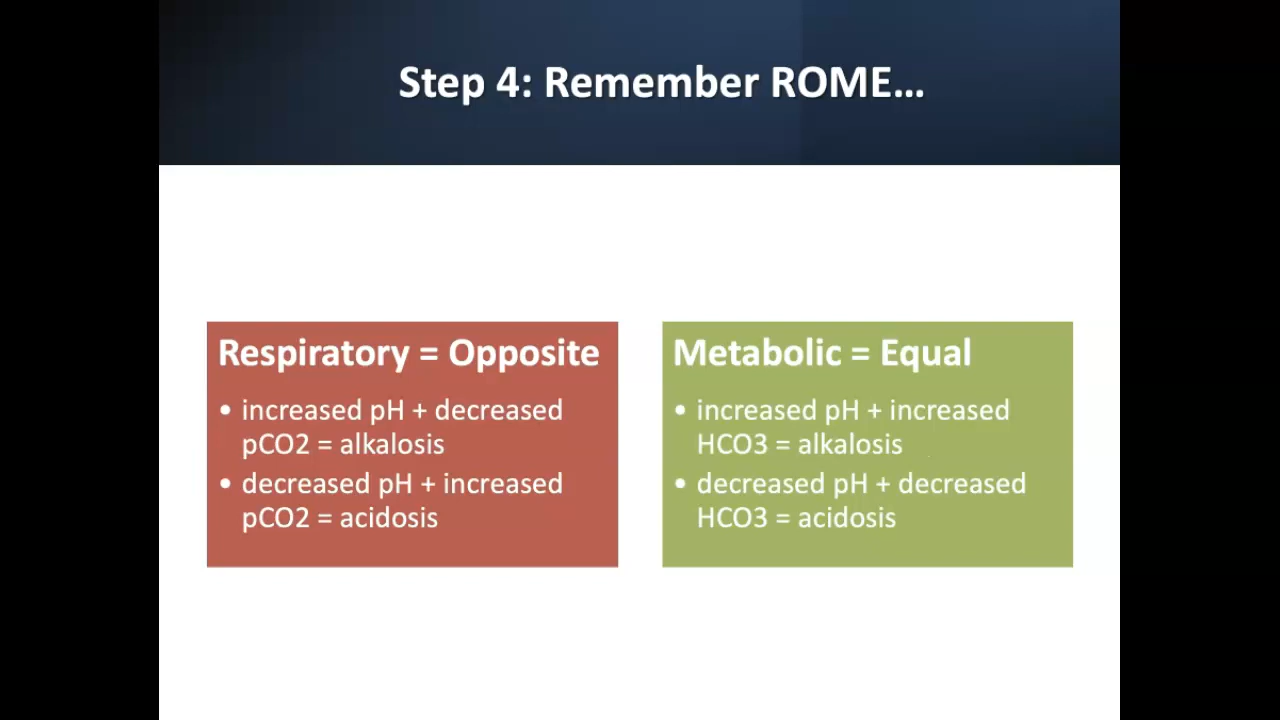 Step 4: Remember ROME…
Respiratory = Opposite
• increased pH + decreased
pCO2 = alkalosis
• decreased pH + increased
pCO2 = acidosis
Metabolic = Equal
• increased pH + increased
HCO3 = alkalosis
• decreased pH + decreased
HCO3 = acidosis